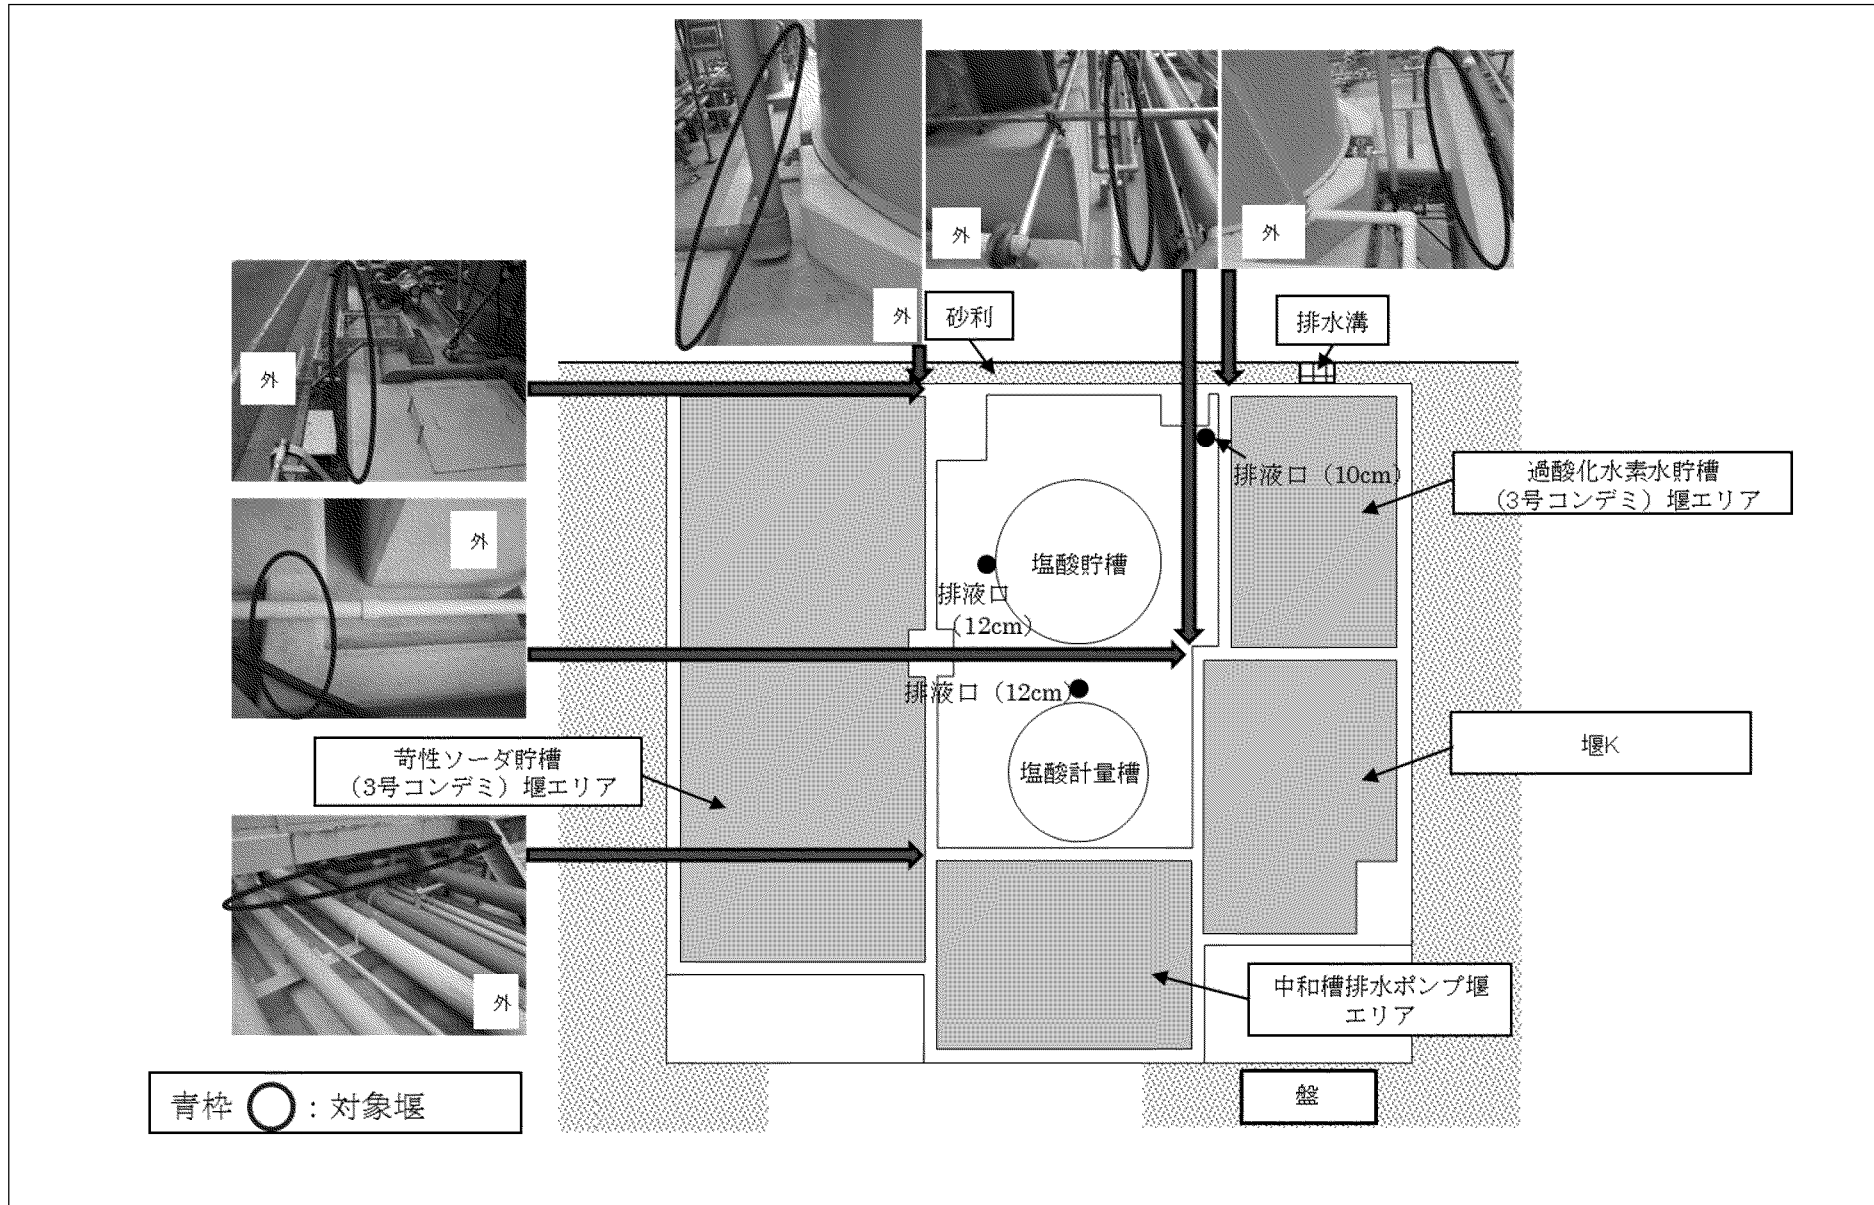 外
外
外
砂利
排水溝
外
排液口（10cm）
過酸化水素水貯槽
（3号コンデミ）堰エリア
外
塩酸貯槽
排液口
（12cm）
排液口（12cm）
堰K
苛性ソーダ貯槽
（3号コンデミ）堰エリア
塩酸計量槽
外
中和槽排水ポンプ堰
エリア
盤
青枠 ：対象堰